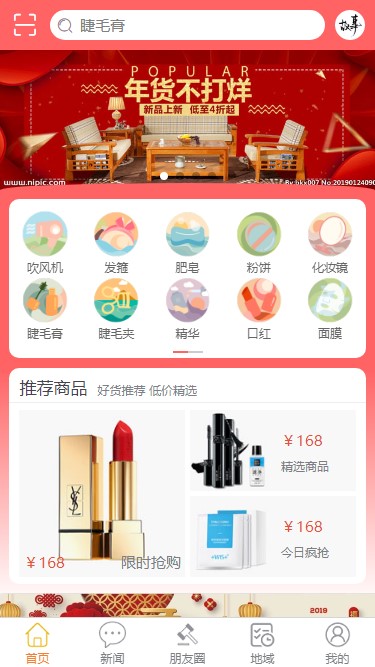 睫毛膏
故事
POPULAR
年货不打烊
新品上新 低至4折起
www.nipic.com
By:hkx007 No:20190124090
吹风机
发箍
肥皂
粉饼
化妆镜
睫毛膏
睫毛夹
精华
口红
面膜
推荐商品 好货推荐 低价精选
¥168
精选商品
¥168
今日疯抢
¥168
限时抢购
2019
首页
新闻
朋友圈
地域
我的